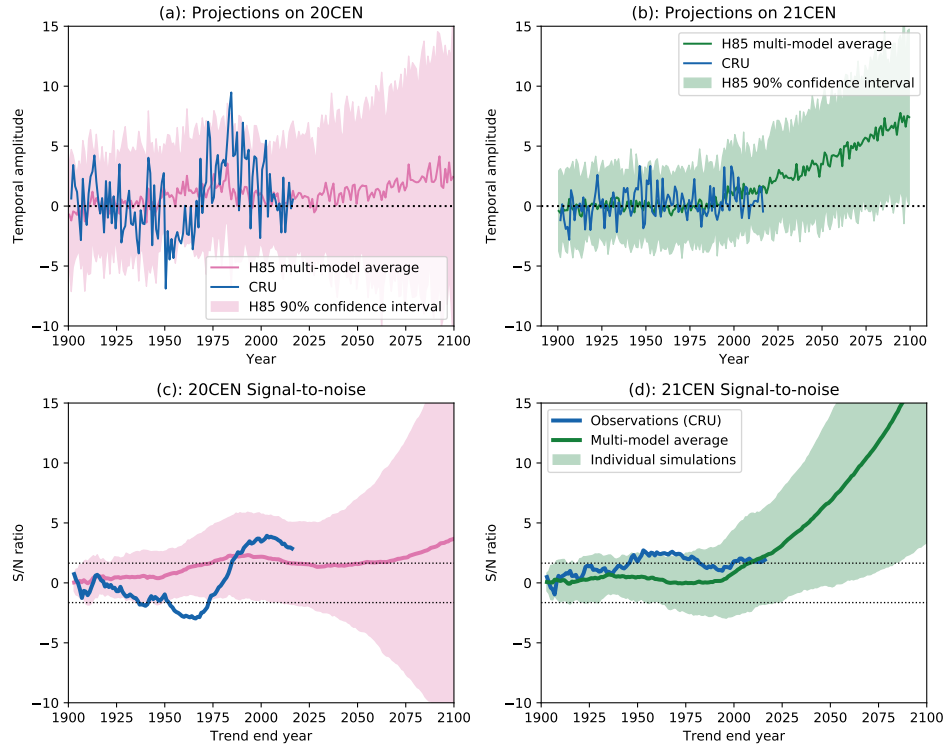 (a): Projections on 20CEN
15
10
5
0
−5
−10
Temporal amplitude
H85 multi-model average
CRU
H85 90% confidence interval
1900 1925 1950 1975 2000 2025 2050 2075 2100
Year
(b): Projections on 21CEN
15
10
5
0
−5
−10
Temporal amplitude
H85 multi-model average
CRU
H85 90% confidence interval
1900 1925 1950 1975 2000 2025 2050 2075 2100
Year
(c): 20CEN Signal-to-noise
15
10
5
0
−5
−10
S/N ratio
1900 1925 1950 1975 2000 2025 2050 2075 2100
Trend end year
(d): 21CEN Signal-to-noise
15
10
5
0
−5
−10
S/N ratio
Observations (CRU)
Multi-model average
Individual simulations
1900 1925 1950 1975 2000 2025 2050 2075 2100
Trend end year